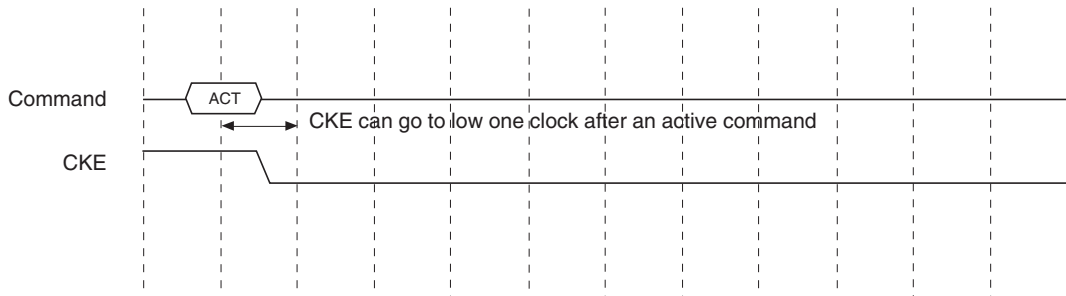 Command
ACT
CKE can go to low one clock after an active command
CKE